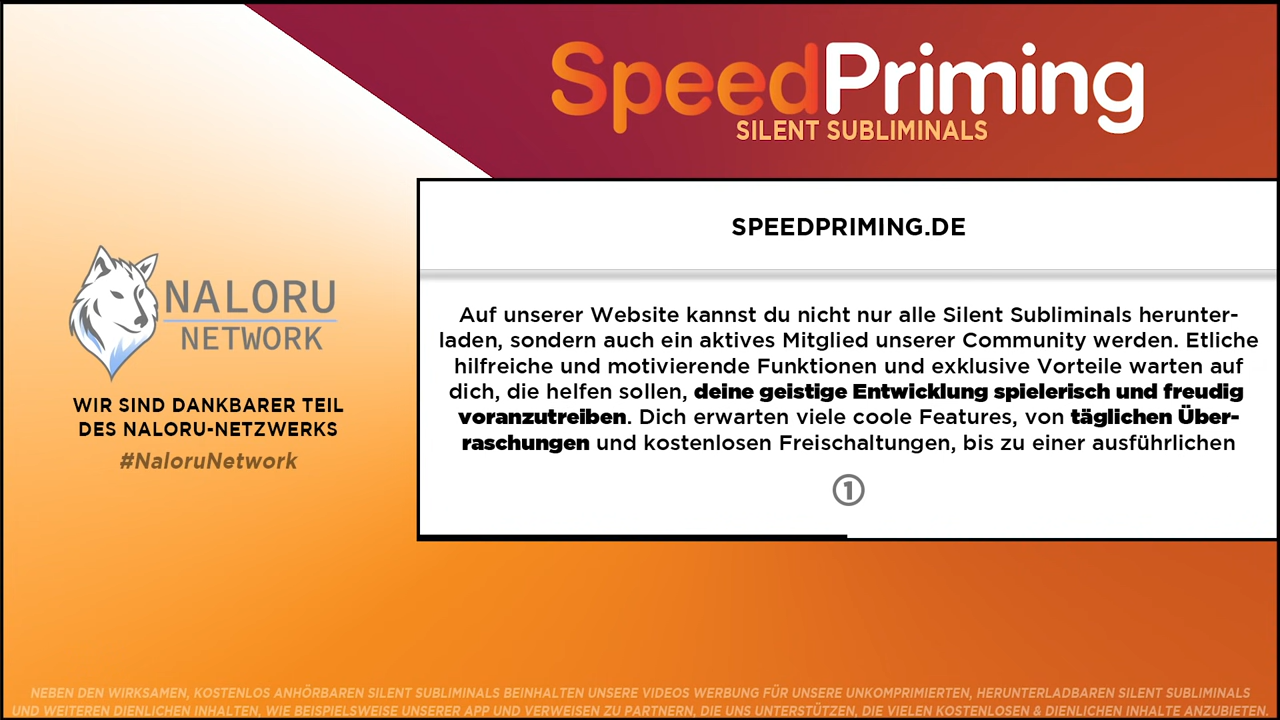 SpeedPriming
SILENT SUBLIMINALS
SPEEDPRIMING.DE
Auf unserer Website kannst du nicht nur alle Silent Subliminals herunter-
laden, sondern auch ein aktives Mitglied unserer Community werden. Etliche
hilfreiche und motivierende Funktionen und exklusive Vorteile warten auf
dich, die helfen sollen, deine geistige Entwicklung spielerisch und freudig
voranzutreiben. Dich erwarten viele coole Features, von täglichen Über-
raschungen und kostenlosen Freischaltungen, bis zu einer ausführlichen
①
NALORU
NETWORK
WIR SIND DANKBARER TEIL
DES NALORU-NETZWERKS
#NaloruNetwork
NEBEN DEN WIRKSAMEN, KOSTENLOS ANHÖRBAREN SILENT SUBLIMINALS BEINHALTEN UNSERE VIDEOS WERBUNG FÜR UNSERE UNKOMPRIMIERTEN, HERUNTERLADBAREN SILENT SUBLIMINALS
UND WEITEREN DIENLICHEN INHALTEN, WIE BEISPIELSWEISE UNSERER APP UND VERWEISEN ZU PARTNERN, DIE UNS UNTERSTÜTZEN, DIE VIELEN KOSTENLOSEN & DIENLICHEN INHALTE ANZUBIETEN.